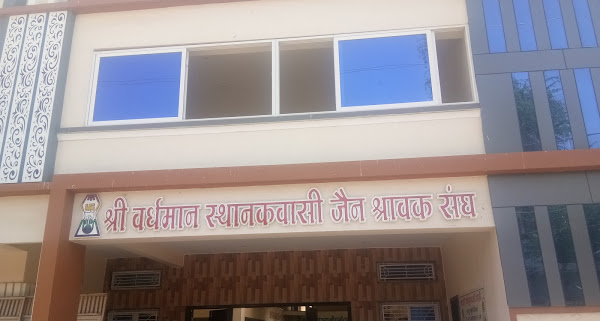 श्री वर्धमान स्थानकवासी जैन श्रावक संघ